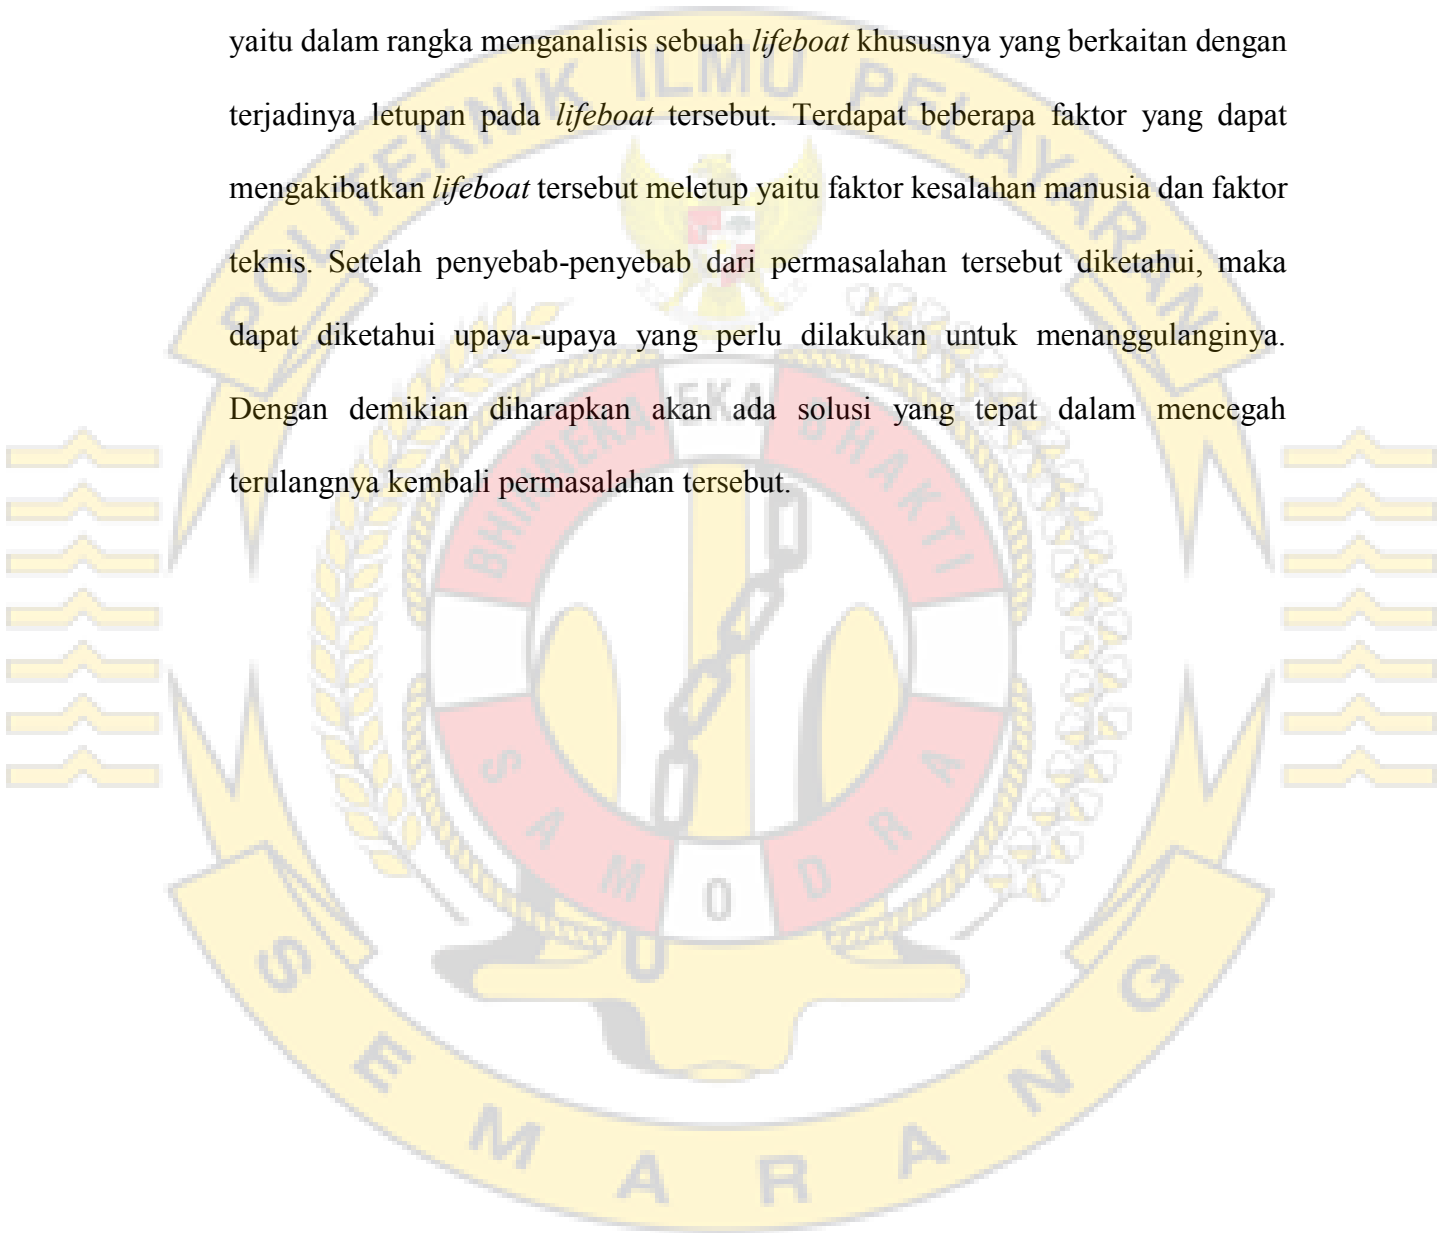 yaitu dalam rangka menganalisis sebuah lifeboat khususnya yang berkaitan dengan
terjadinya letupan pada lifeboat tersebut. Terdapat beberapa faktor yang dapat
mengakibatkan lifeboat tersebut meletup yaitu faktor kesalahan manusia dan faktor
teknis. Setelah penyebab-penyebab dari permasalahan tersebut diketahui, maka
dapat diketahui upaya-upaya yang perlu dilakukan untuk menanggulanginya.
Dengan demikian diharapkan akan ada solusi yang tepat dalam mencegah
terulangnya kembali permasalahan tersebut.
POLITEKNIK ILMU PELAYARAN
BHINNEKA EKA BHAKTI
SAMODRA
SEMARANG